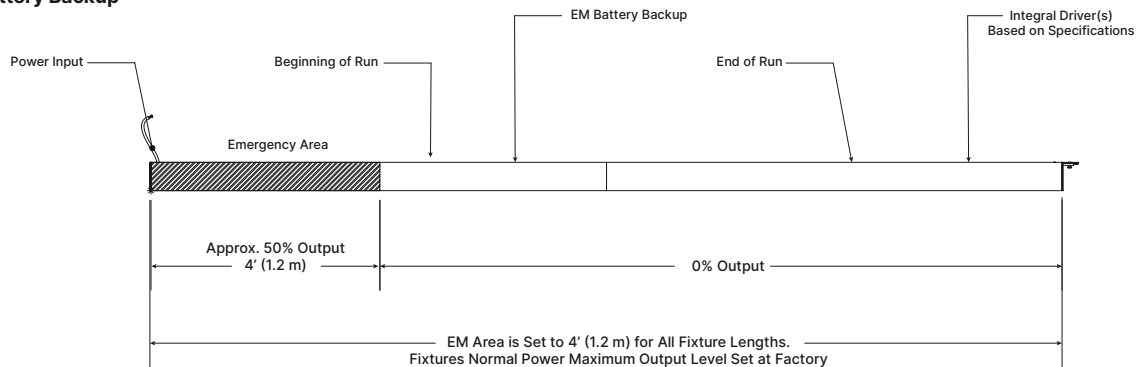 Battery Backup
EM Battery Backup
Integral Driver(s)
Based on Specifications
Power Input
Beginning of Run
End of Run
Emergency Area
Approx. 50% Output
4’ (1.2 m)
0% Output
EM Area is Set to 4’ (1.2 m) for All Fixture Lengths.
Fixtures Normal Power Maximum Output Level Set at Factory